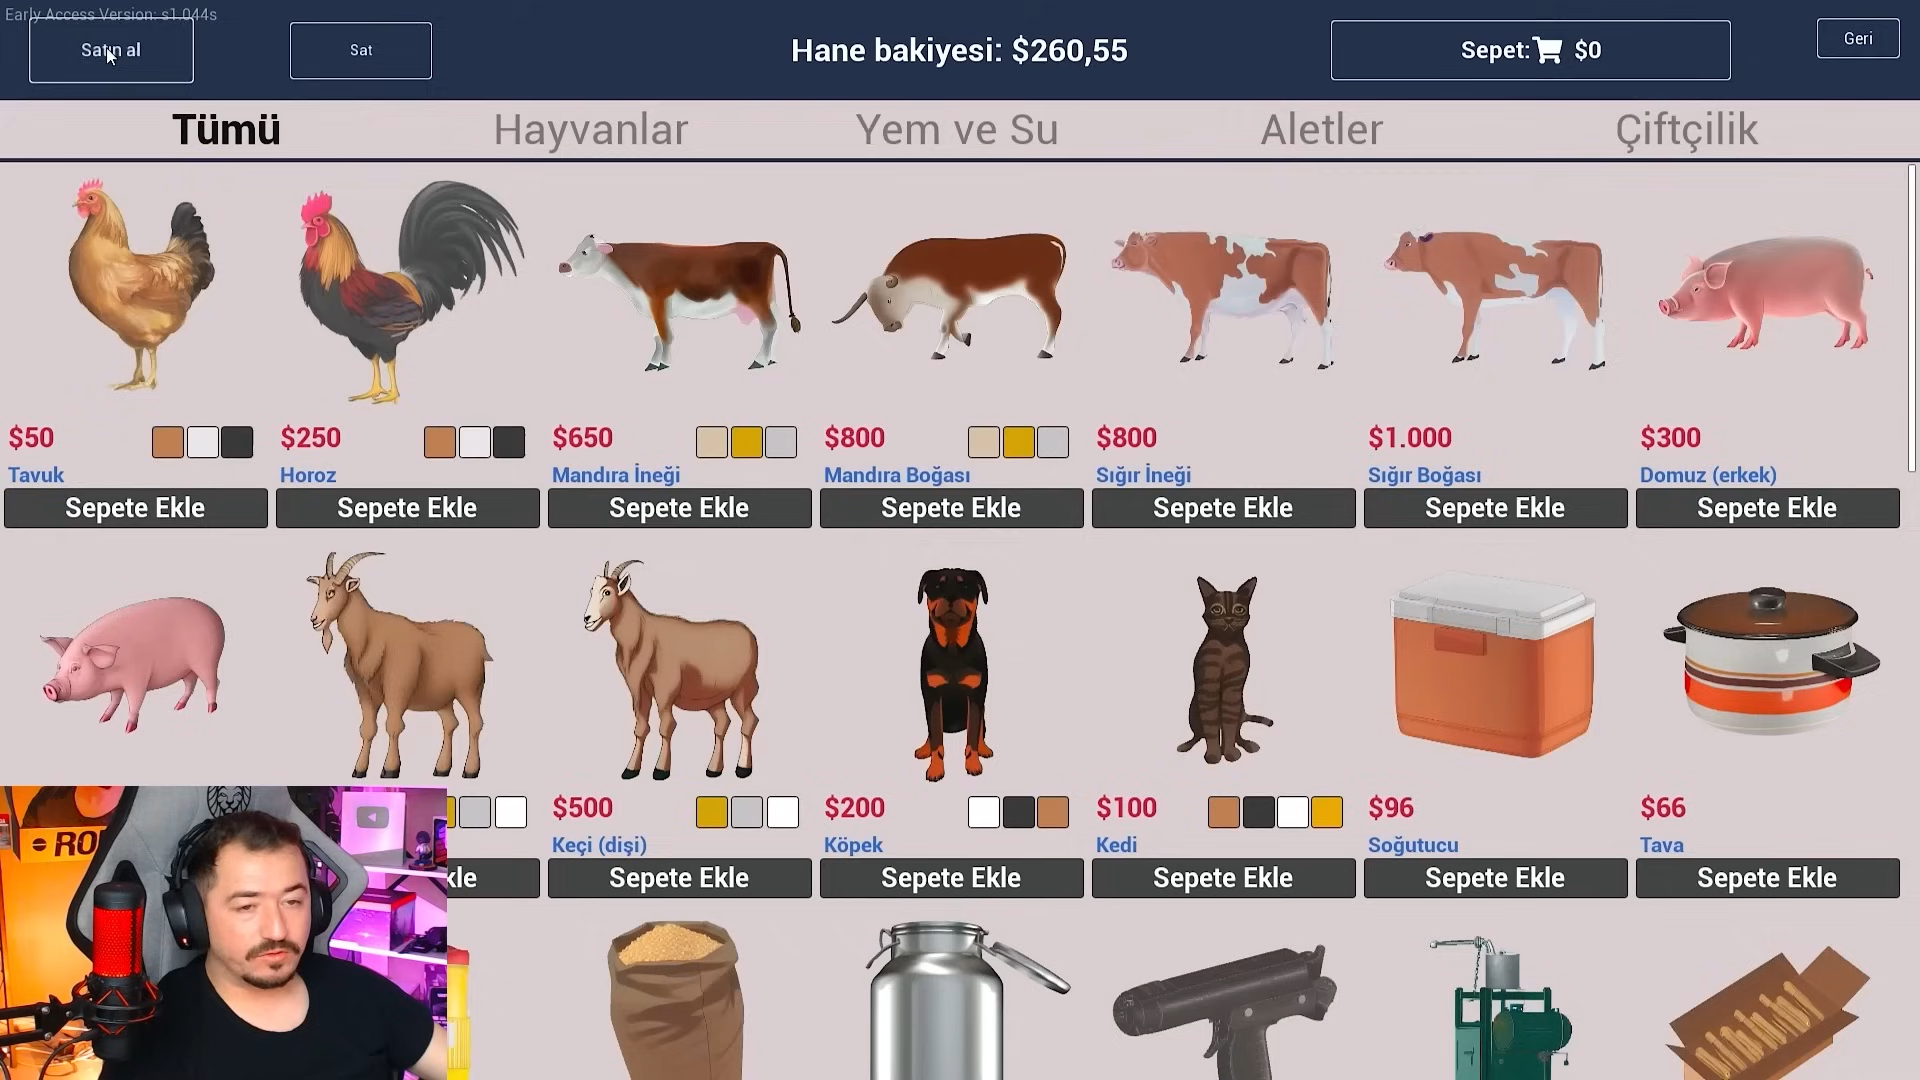 Early Access Version: s1.044s
Satın al
Sat
Hane bakiyesi: $260,55
Sepet: $0
Geri
Tümü
Hayvanlar
Yem ve Su
Aletler
Çiftçilik
$50
Tavuk
Sepete Ekle
$250
Horoz
Sepete Ekle
$650
Mandıra İneği
Sepete Ekle
$800
Mandıra Boğası
Sepete Ekle
$800
Sığır İneği
Sepete Ekle
$1.000
Sığır Boğası
Sepete Ekle
$300
Domuz (erkek)
Sepete Ekle
$500
Keçi (dişi)
Sepete Ekle
$200
Köpek
Sepete Ekle
$100
Kedi
Sepete Ekle
$96
Soğutucu
Sepete Ekle
$66
Tava
Sepete Ekle